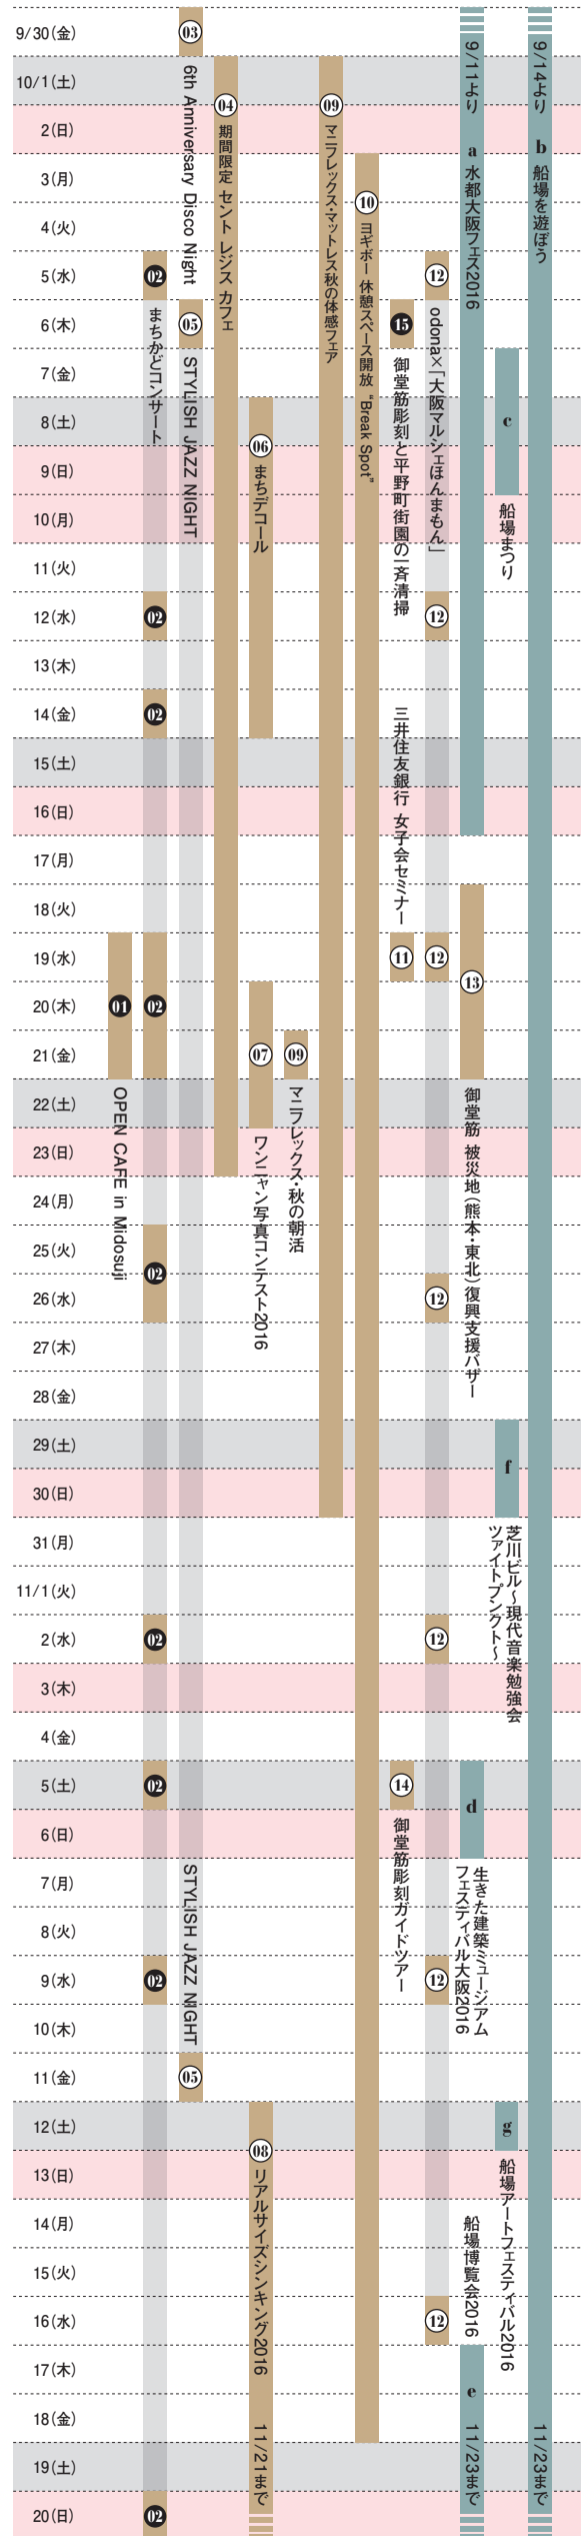 9/30(金)
10/1(土)
2(日)
3(月)
4(火)
5(水)
6(木)
7(金)
8(土)
9(日)
10(月)
11(火)
12(水)
13(木)
14(金)
15(土)
16(日)
17(月)
18(火)
19(水)
20(木)
21(金)
22(土)
23(日)
24(月)
25(火)
26(水)
27(木)
28(金)
29(土)
30(日)
31(月)
11/1(火)
2(水)
3(木)
4(金)
5(土)
6(日)
7(月)
8(火)
9(水)
10(木)
11(金)
12(土)
13(日)
14(月)
15(火)
16(水)
17(木)
18(金)
19(土)
20(日)
01
OPEN CAFE in Midosuji
02
まちかどコンサート
02
02
02
02
02
02
02
02
03
6th Anniversary Disco Night
05
STYLISH JAZZ NIGHT
STYLISH JAZZ NIGHT
05
04
期間限定 セント レジス カフェ
06
まちデコール
07
ワンニャン写真コンテスト2016
08
リアルサイズシンキング2016
11/21まで
09
マニフレックス・秋の朝活
09
マニフレックス・マットレス秋の体感フェア
10
ヨギボー 休憩スペース開放 “Break Spot”
15
御堂筋彫刻と平野町街園の一斉清掃
三井住友銀行 女子会セミナー
11
14
御堂筋彫刻ガイドツアー
12
odona×「大阪マルシェほんまもん」
12
12
12
12
12
12
9/11より
a
水都大阪フェス2016
13
御堂筋 被災地(熊本・東北)復興支援バザー
d
生きた建築ミュージアム
フェスティバル大阪2016
船場博覧会2016
e
11/23まで
c
船場まつり
f
芝川ビル～現代音楽勉強会
ツァイトプンクト～
g
船場アートフェスティバル2016
9/14より
b
船場を遊ぼう
11/23まで